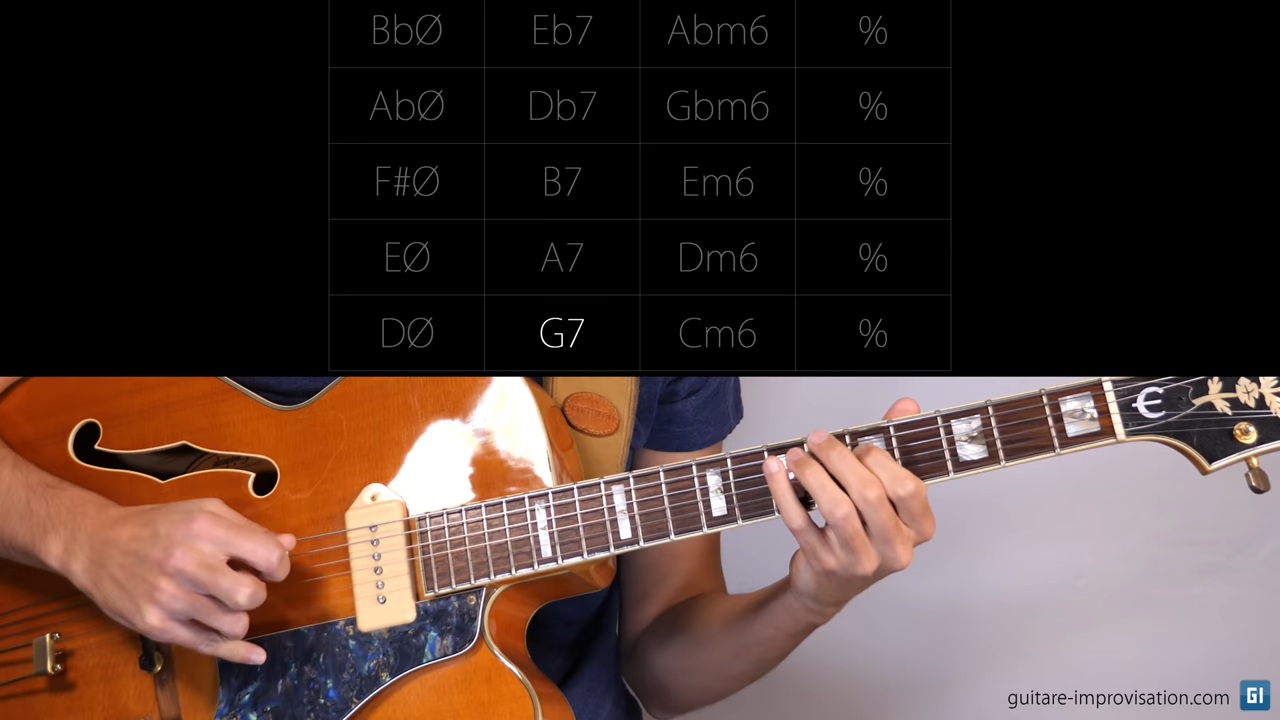 BbØ Eb7 Abm6 %
AbØ Db7 Gbm6 %
F#Ø B7 Em6 %
EØ A7 Dm6 %
DØ G7 Cm6 %
guitare-improvisation.com GI